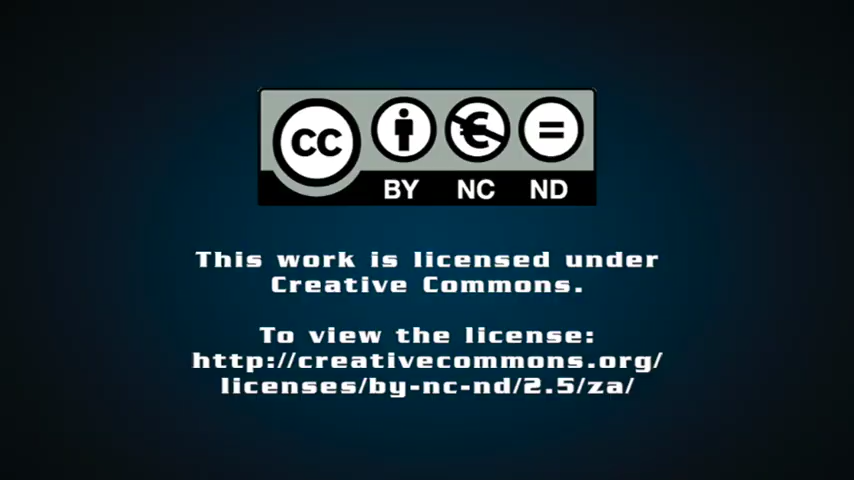 CC
BY NC ND
This work is licensed under
Creative Commons.
To view the license:
http://creativecommons.org/
licenses/by-nc-nd/2.5/za/